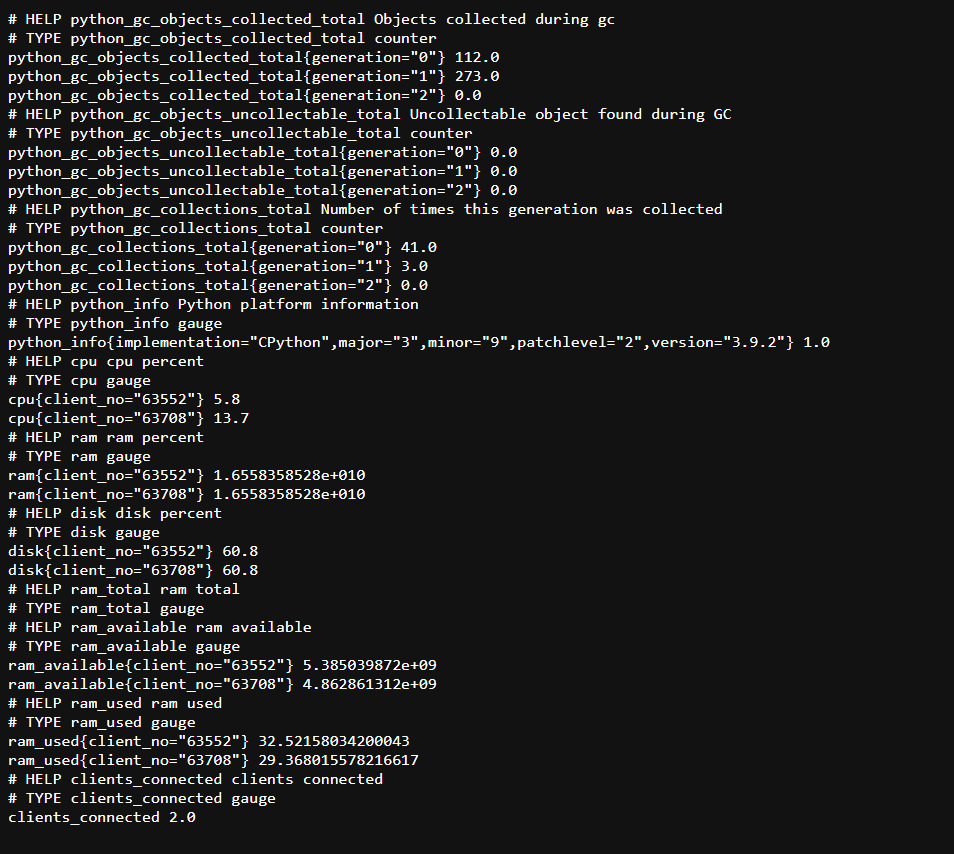 # HELP python_gc_objects_collected_total Objects collected during gc
# TYPE python_gc_objects_collected_total counter
python_gc_objects_collected_total{generation="0"} 112.0
python_gc_objects_collected_total{generation="1"} 273.0
python_gc_objects_collected_total{generation="2"} 0.0
# HELP python_gc_objects_uncollectable_total Uncollectable object found during GC
# TYPE python_gc_objects_uncollectable_total counter
python_gc_objects_uncollectable_total{generation="0"} 0.0
python_gc_objects_uncollectable_total{generation="1"} 0.0
python_gc_objects_uncollectable_total{generation="2"} 0.0
# HELP python_gc_collections_total Number of times this generation was collected
# TYPE python_gc_collections_total counter
python_gc_collections_total{generation="0"} 41.0
python_gc_collections_total{generation="1"} 3.0
python_gc_collections_total{generation="2"} 0.0
# HELP python_info Python platform information
# TYPE python_info gauge
python_info{implementation="CPython",major="3",minor="9",patchlevel="2",version="3.9.2"} 1.0
# HELP cpu cpu percent
# TYPE cpu gauge
cpu{client_no="63552"} 5.8
cpu{client_no="63708"} 13.7
# HELP ram ram percent
# TYPE ram gauge
ram{client_no="63552"} 1.6558358528e+010
ram{client_no="63708"} 1.6558358528e+010
# HELP disk disk percent
# TYPE disk gauge
disk{client_no="63552"} 60.8
disk{client_no="63708"} 60.8
# HELP ram_total ram total
# TYPE ram_total gauge
# HELP ram_available ram available
# TYPE ram_available gauge
ram_available{client_no="63552"} 5.385039872e+09
ram_available{client_no="63708"} 4.862861312e+09
# HELP ram_used ram used
# TYPE ram_used gauge
ram_used{client_no="63552"} 32.52158034200043
ram_used{client_no="63708"} 29.368015578216617
# HELP clients_connected clients connected
# TYPE clients_connected gauge
clients_connected 2.0